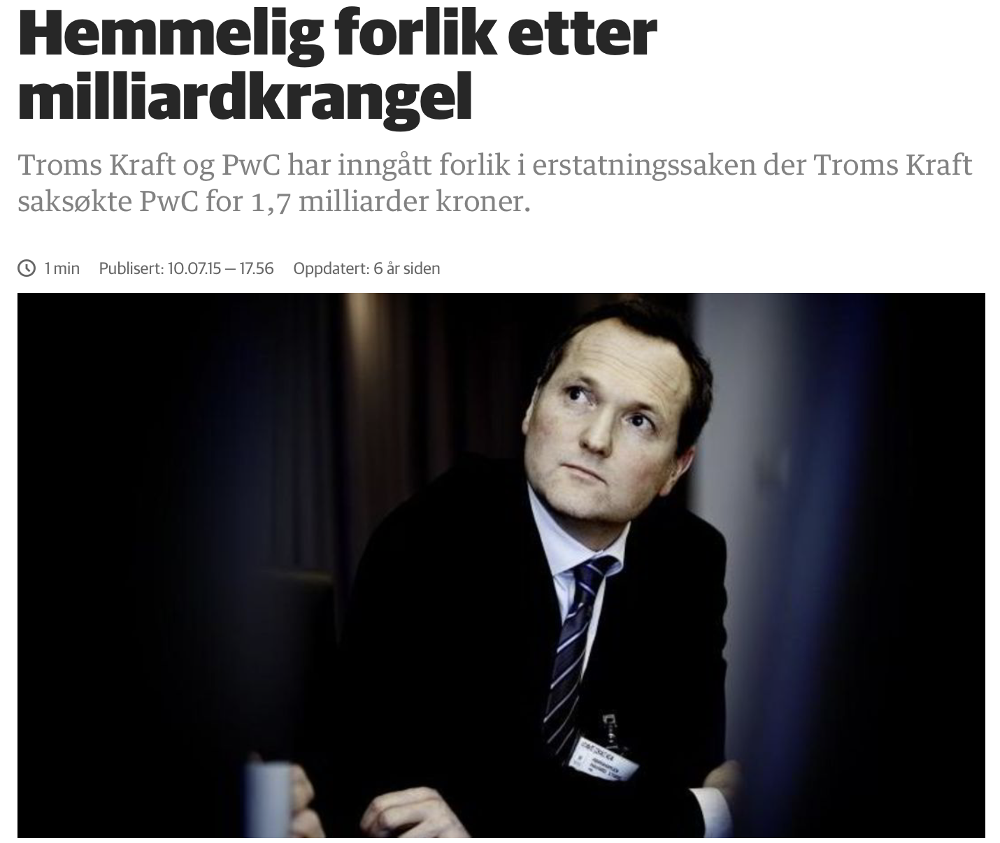 Hemmelig forlik etter
milliardkrangel
Troms Kraft og PwC har inngått forlik i erstatningssaken der Troms Kraft
saksøkte PwC for 1,7 milliarder kroner.
1 min Publisert: 10.07.15 — 17.56 Oppdatert: 6 år siden